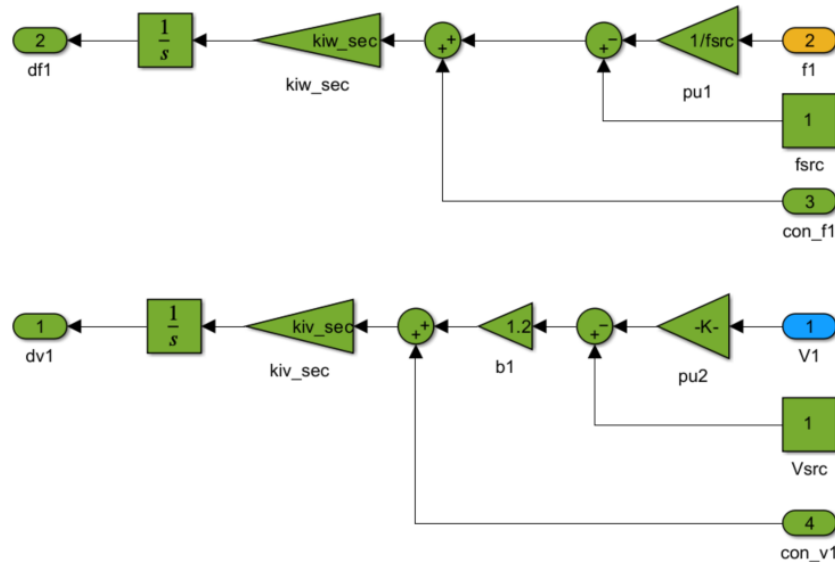 2
df1
1
s
kiw_sec
kiw_sec
+
+
−
+
1/fsrc
pu1
2
f1
1
fsrc
3
con_f1
1
dv1
1
s
kiv_sec
kiv_sec
+
+
1.2
b1
−
+
-K-
pu2
1
V1
1
Vsrc
4
con_v1